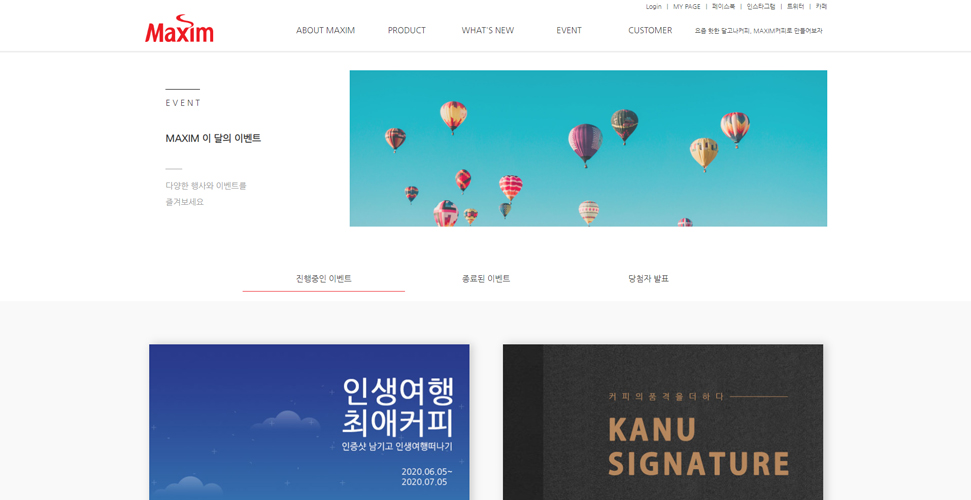 Login | MY PAGE | 페이스북 | 인스타그램 | 트위터 | 카페
Maxim
ABOUT MAXIM PRODUCT WHAT'S NEW EVENT CUSTOMER 요즘 핫한 달고나커피, MAXIM커피로 만들어보자
EVENT
MAXIM 이 달의 이벤트
다양한 행사와 이벤트를
즐겨보세요
진행중인 이벤트 종료된 이벤트 당첨자 발표
인생여행
최애커피
인증샷 남기고 인생여행떠나기
2020.06.05~
2020.07.05
커피의품격을더하다
KANU
SIGNATURE